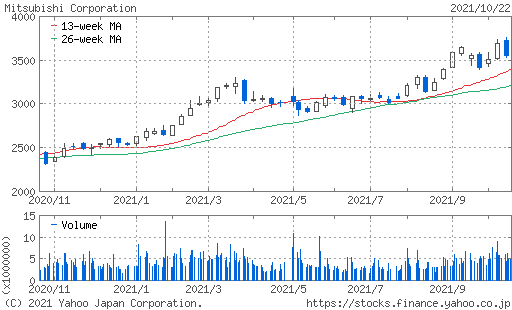 Mitsubishi Corporation 2021/10/22
4000
13-week MA
26-week MA
3500
3000
2500
2000
2020/11 2021/1 2021/3 2021/5 2021/7 2021/9
15
Volume
10
5
0
(x1000000)
2020/11 2021/1 2021/3 2021/5 2021/7 2021/9
(C) 2021 Yahoo Japan Corporation. https://stocks.finance.yahoo.co.jp/